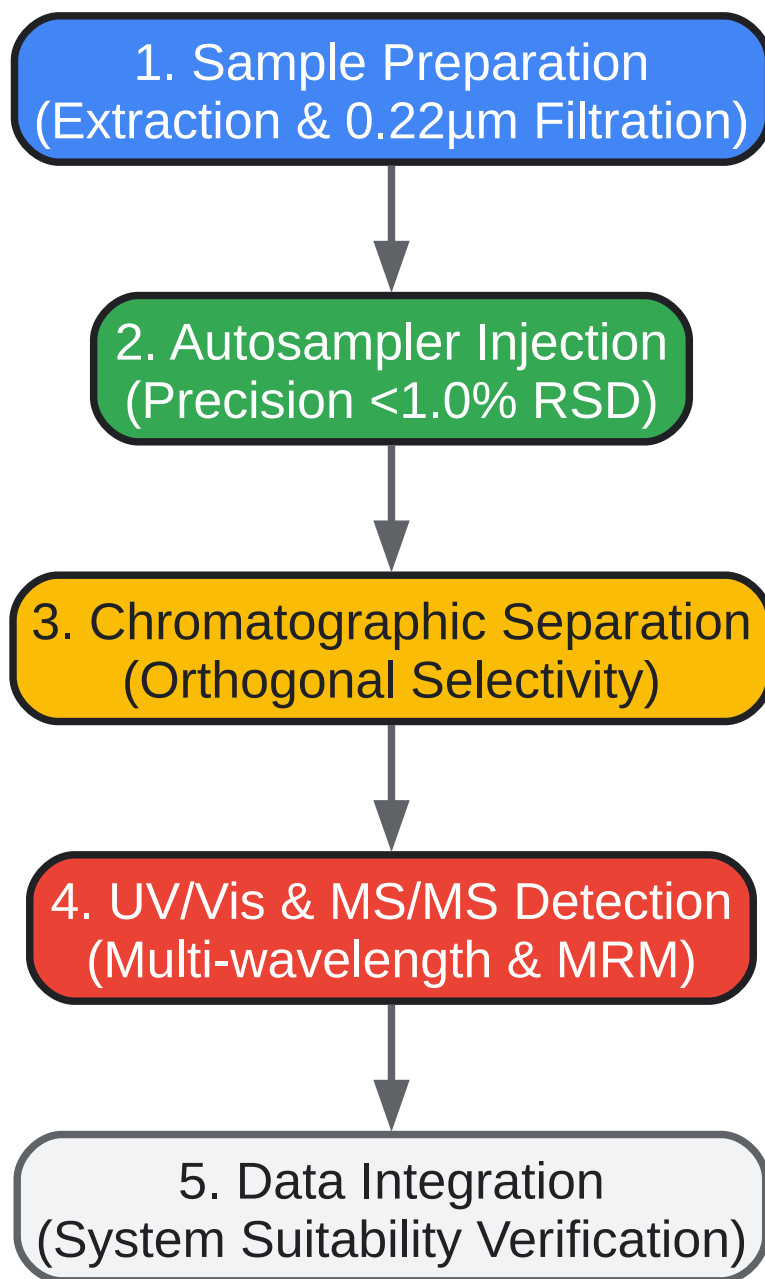 1. Sample Preparation
(Extraction & 0.22µm Filtration)
2. Autosampler Injection
(Precision <1.0% RSD)
3. Chromatographic Separation
(Orthogonal Selectivity)
4. UV/Vis & MS/MS Detection
(Multi-wavelength & MRM)
5. Data Integration
(System Suitability Verification)